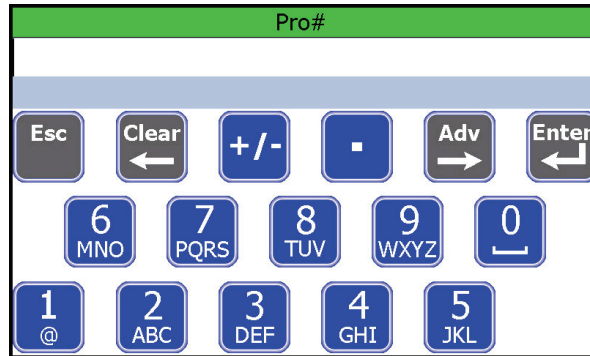 Pro#
Esc Clear +/- . Adv Enter
6 7 8 9 0
MNO PQRS TUV WXYZ
1 2 3 4 5
@ ABC DEF GHI JKL